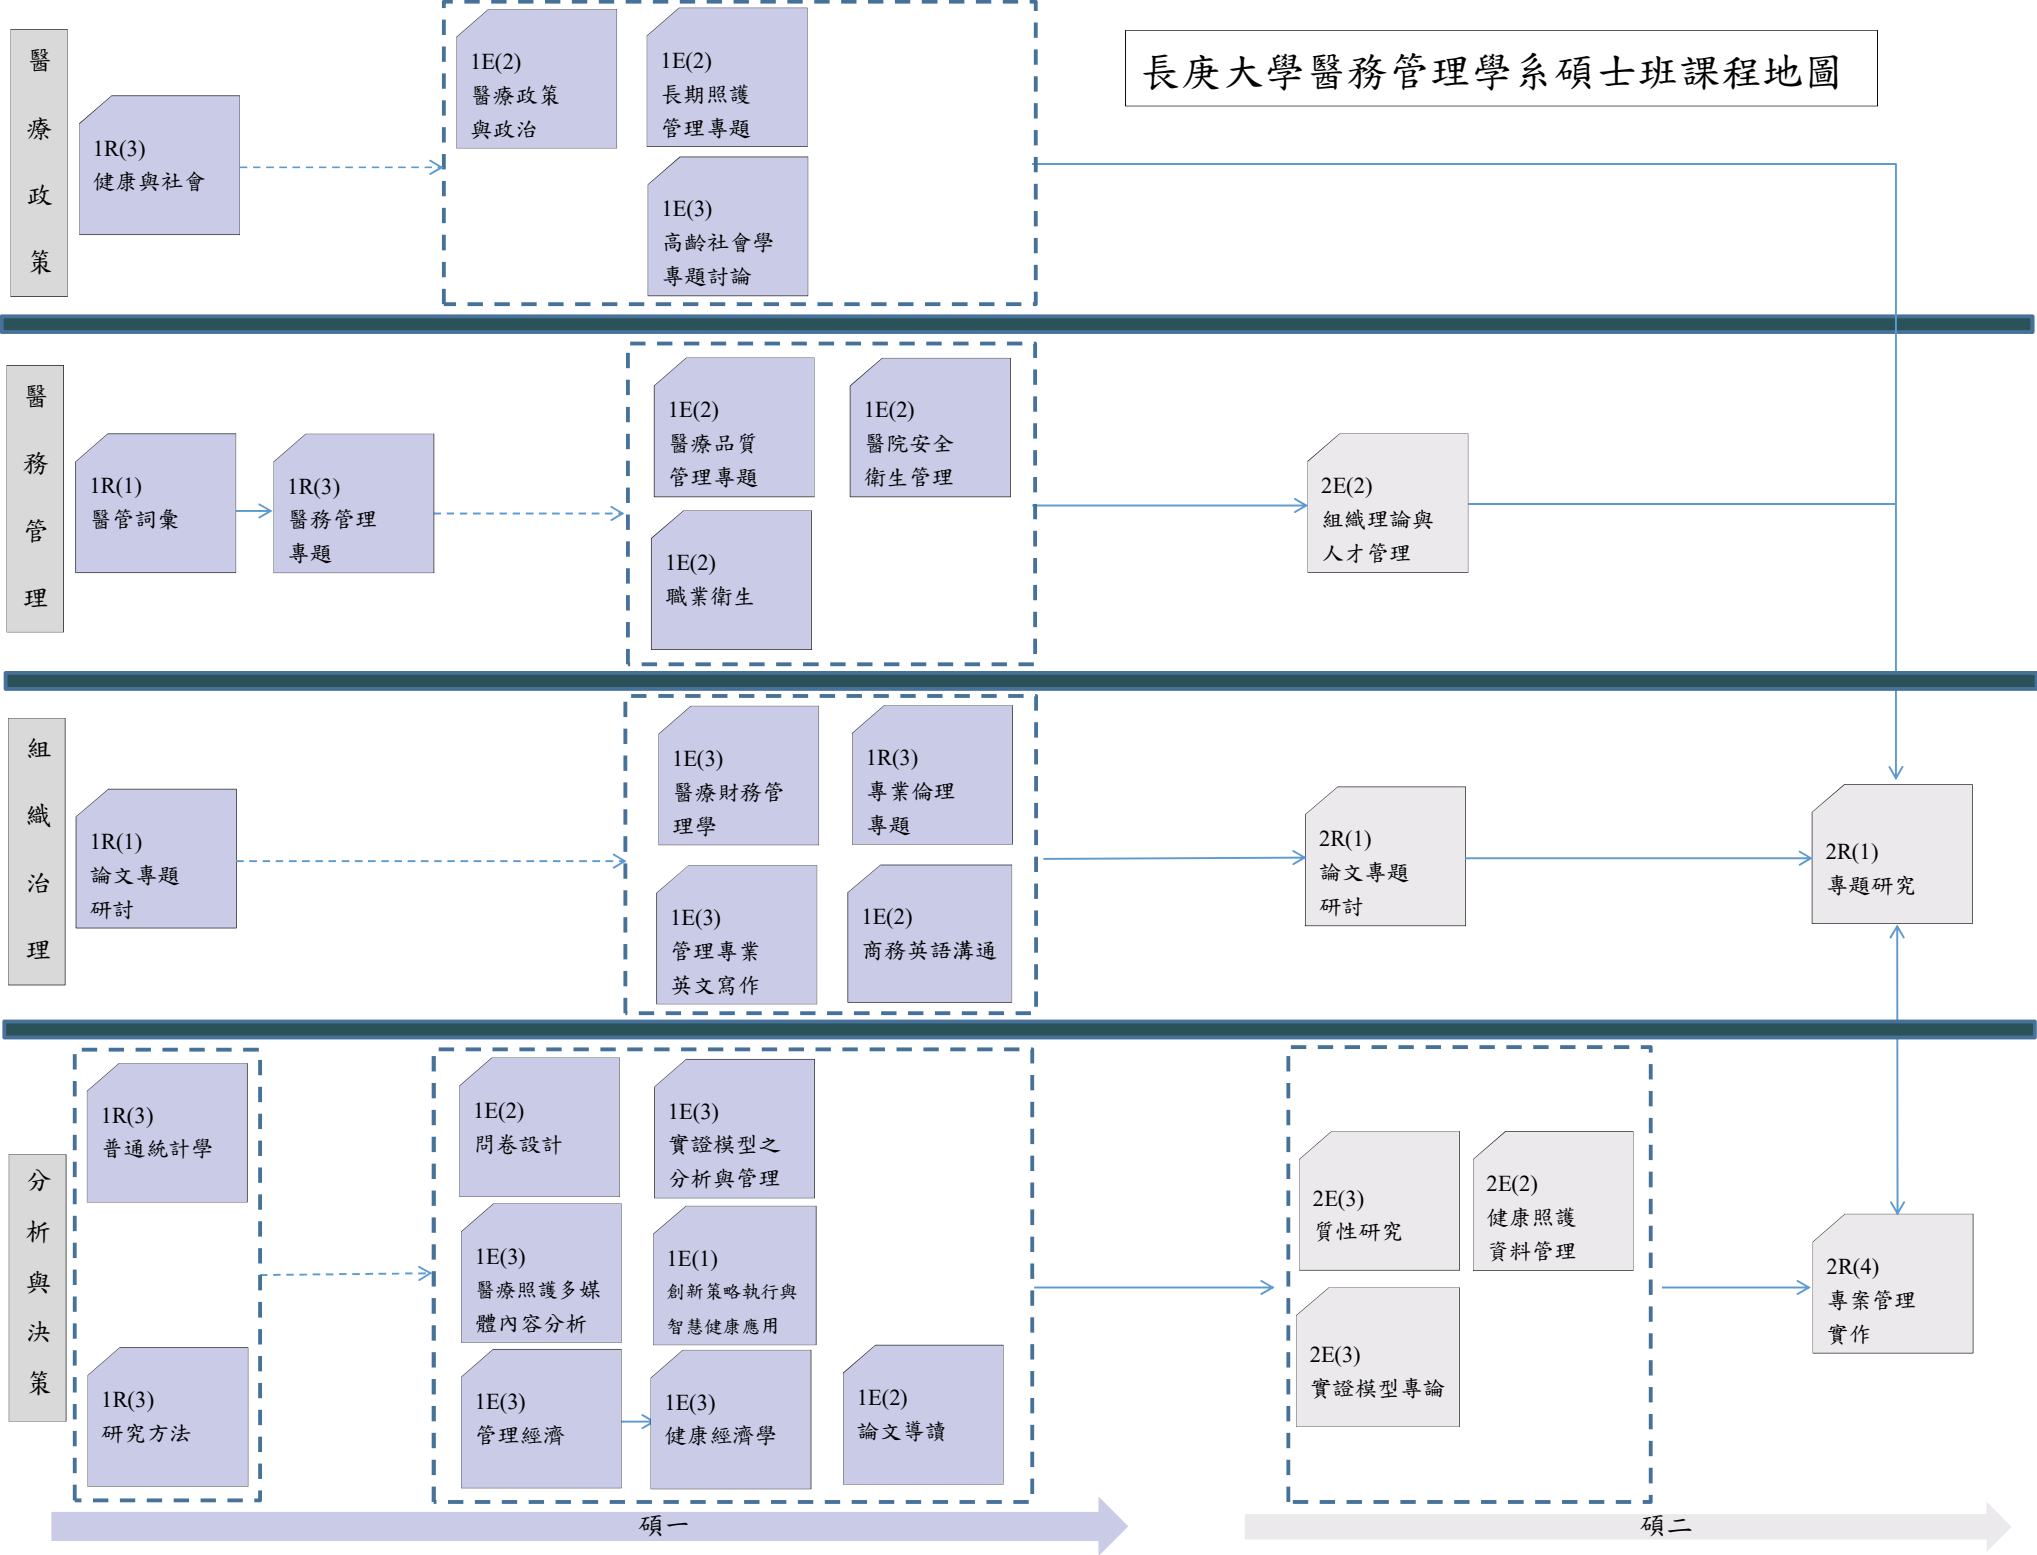 長庚大學醫務管理學系碩士班課程地圖
醫療政策
1R(3)
健康與社會
1E(2)
醫療政策
與政治
1E(2)
長期照護
管理專題
1E(3)
高齡社會學
專題討論
醫務管理
1R(1)
醫管詞彙
1R(3)
醫務管理
專題
1E(2)
醫療品質
管理專題
1E(2)
醫院安全
衛生管理
1E(2)
職業衛生
2E(2)
組織理論與
人才管理
組織治理
1R(1)
論文專題
研討
1E(3)
醫療財務管
理學
1R(3)
專業倫理
專題
1E(3)
管理專業
英文寫作
1E(2)
商務英語溝通
2R(1)
論文專題
研討
2R(1)
專題研究
分析與決策
1R(3)
普通統計學
1R(3)
研究方法
1E(2)
問卷設計
1E(3)
實證模型之
分析與管理
1E(3)
醫療照護多媒
體內容分析
1E(1)
創新策略執行與
智慧健康應用
1E(3)
管理經濟
1E(3)
健康經濟學
1E(2)
論文導讀
2E(3)
質性研究
2E(2)
健康照護
資料管理
2E(3)
實證模型專論
2R(4)
專案管理
實作
碩一
碩二